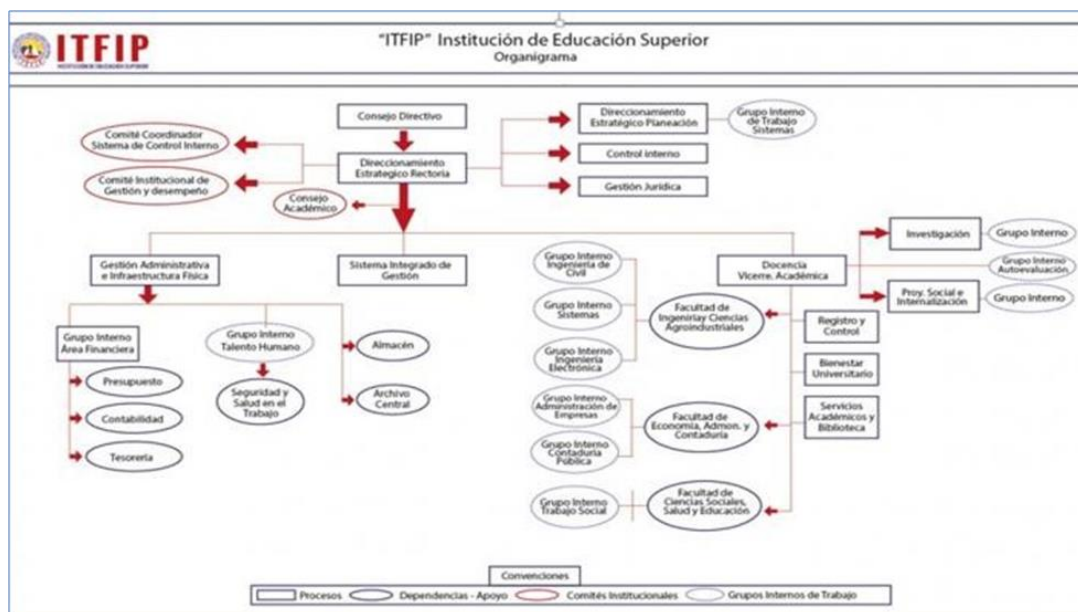 ITFIP
INSTITUCIÓN DE EDUCACIÓN SUPERIOR
"ITFIP" Institución de Educación Superior
Organigrama
Consejo Directivo
Direccionamiento
Estratégico Rectoria
Comité Coordinador
Sistema de Control Interno
Comité Institucional de
Gestión y desempeño
Consejo
Académico
Direccionamiento
Estratégico Planeación
Grupo Interno
de Trabajo
Sistemas
Control interno
Gestión Jurídica
Gestión Administrativa
e Infraestructura Física
Sistema Integrado de
Gestión
Docencia
Vicerre. Académica
Investigación
Grupo Interno
Grupo Interno
Autoevaluación
Proy. Social e
Internalización
Grupo Interno
Grupo Interno
Área Financiera
Presupuesto
Contabilidad
Tesorería
Grupo Interno
Talento Humano
Seguridad y
Salud en el
Trabajo
Almacén
Archivo
Central
Grupo Interno
Ingeniería de
Civil
Grupo Interno
Sistemas
Grupo Interno
Ingeniería
Electrónica
Facultad de
Ingeniríay Ciencias
Agroindustriales
Grupo Interno
Administración de
Empresas
Grupo Interno
Contaduría
Pública
Facultad de
Economía, Admon. y
Contaduría
Grupo Interno
Trabajo Social
Facultad de
Ciencias Sociales,
Salud y Educación
Registro y
Control
Bienestar
Universitario
Servicios
Académicos y
Biblioteca
Convenciones
Procesos
Dependencias - Apoyo
Comités Institucionales
Grupos Internos de Trabajo